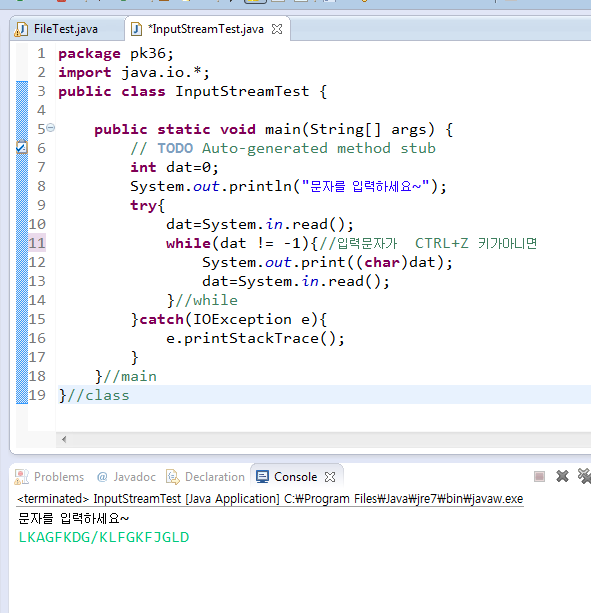 FileTest.java *InputStreamTest.java
1 package pk36;
2 import java.io.*;
3 public class InputStreamTest {
4
5 public static void main(String[] args) {
6 // TODO Auto-generated method stub
7 int dat=0;
8 System.out.println("문자를 입력하세요~");
9 try{
10 dat=System.in.read();
11 while(dat != -1){//입력문자가 CTRL+Z 키가아니면
12 System.out.print((char)dat);
13 dat=System.in.read();
14 }//while
15 }catch(IOException e){
16 e.printStackTrace();
17 }
18 }//main
19 }//class
Problems @ Javadoc Declaration Console
<terminated> InputStreamTest [Java Application] C:₩Program Files₩Java₩jre7₩bin₩javaw.exe
문자를 입력하세요~
LKAGFKDG/KLFGKFJGLD